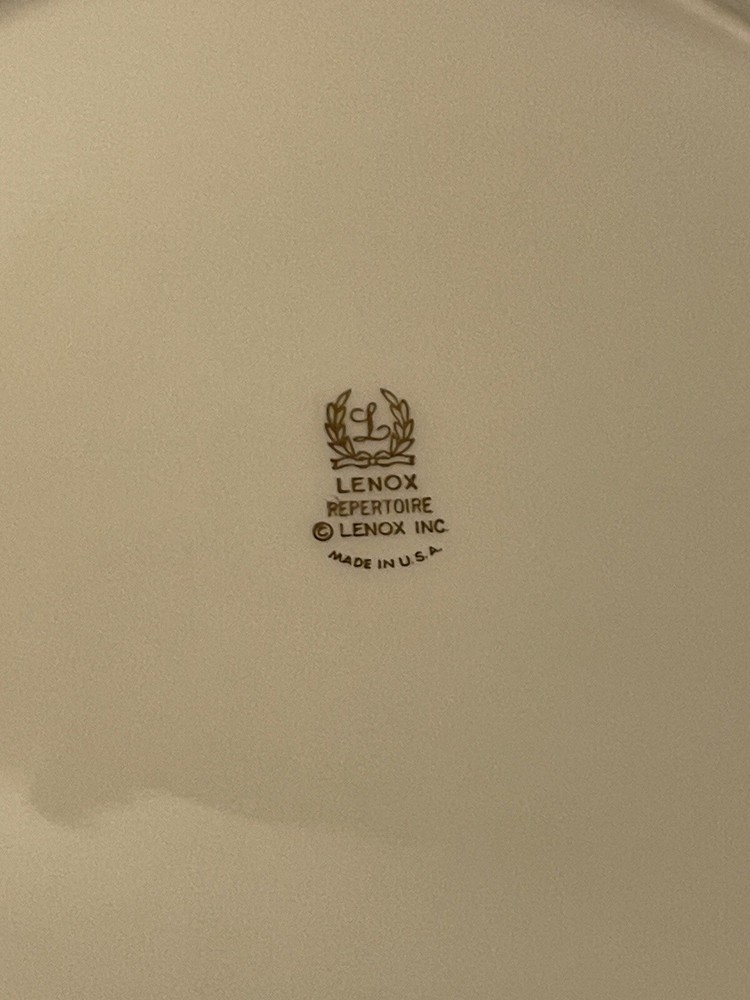 L
LENOX
REPERTOIRE
© LENOX INC.
MADE IN U.S.A.